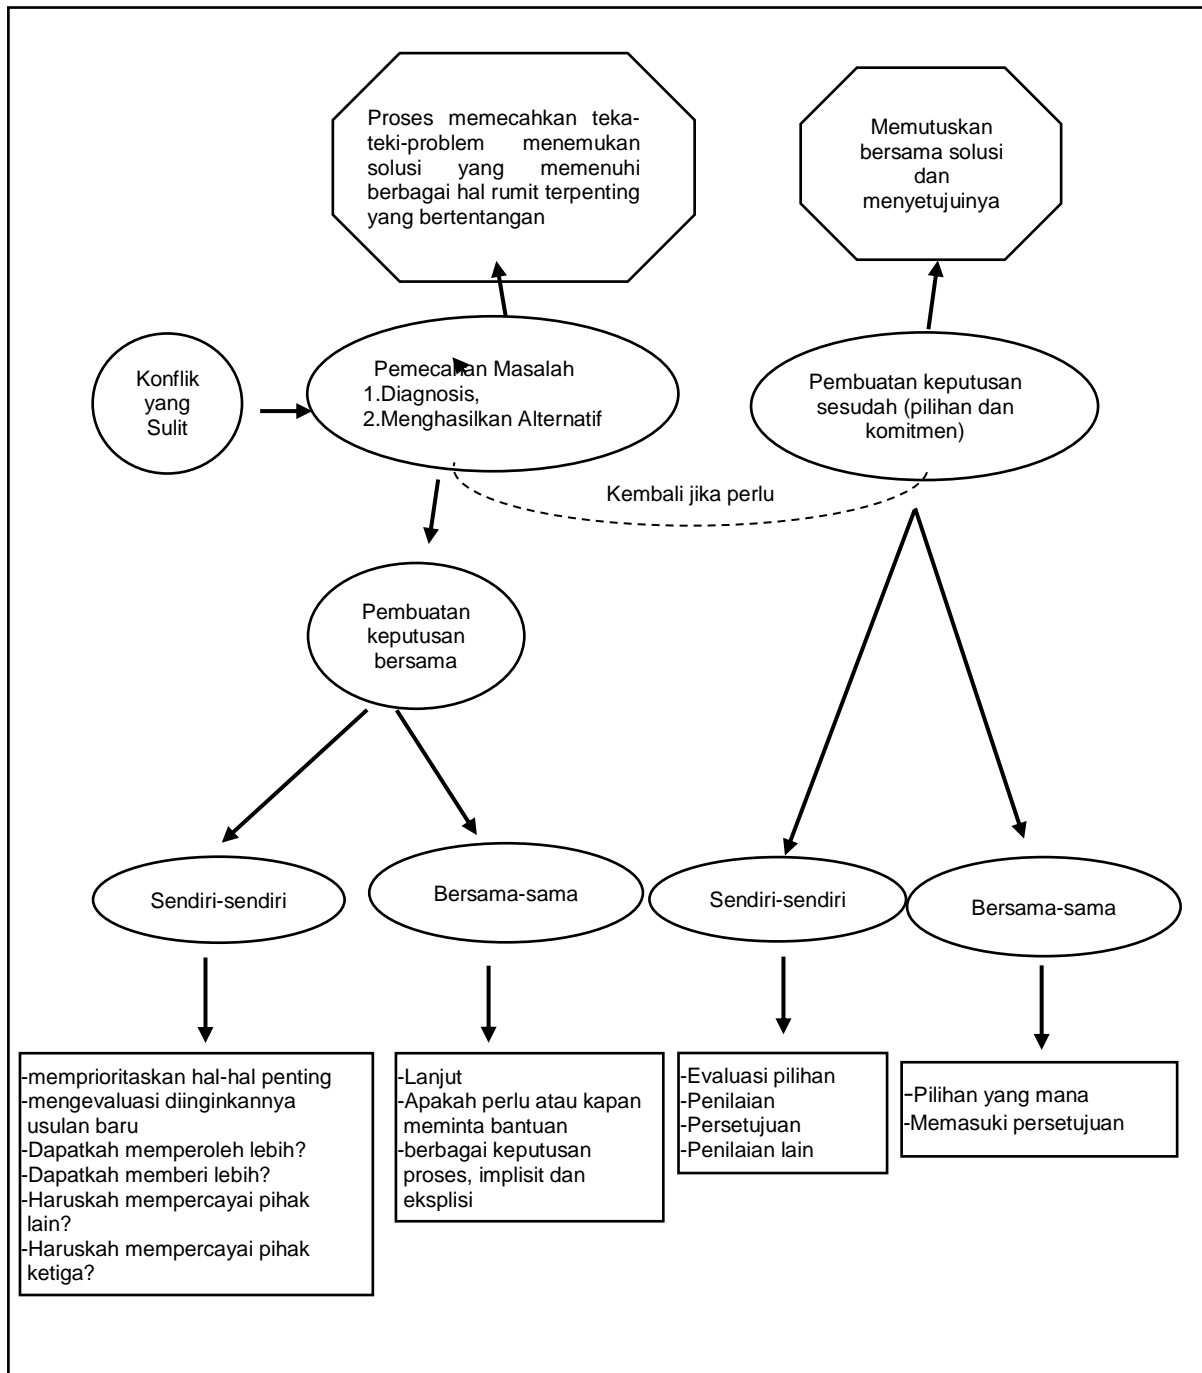 Proses memecahkan teka-
teki-problem menemukan
solusi yang memenuhi
berbagai hal rumit terpenting
yang bertentangan
Memutuskan
bersama solusi
dan
menyetujuinya
Konflik
yang
Sulit
Pemecahan Masalah
1.Diagnosis,
2.Menghasilkan Alternatif
Pembuatan keputusan
sesudah (pilihan dan
komitmen)
Kembali jika perlu
Pembuatan
keputusan
bersama
Sendiri-sendiri
Bersama-sama
Sendiri-sendiri
Bersama-sama
-memprioritaskan hal-hal penting
-mengevaluasi diinginkannya
usulan baru
-Dapatkah memperoleh lebih?
-Dapatkah memberi lebih?
-Haruskah mempercayai pihak
lain?
-Haruskah mempercayai pihak
ketiga?
-Lanjut
-Apakah perlu atau kapan
meminta bantuan
-berbagai keputusan
proses, implisit dan
eksplisi
-Evaluasi pilihan
-Penilaian
-Persetujuan
-Penilaian lain
-Pilihan yang mana
-Memasuki persetujuan